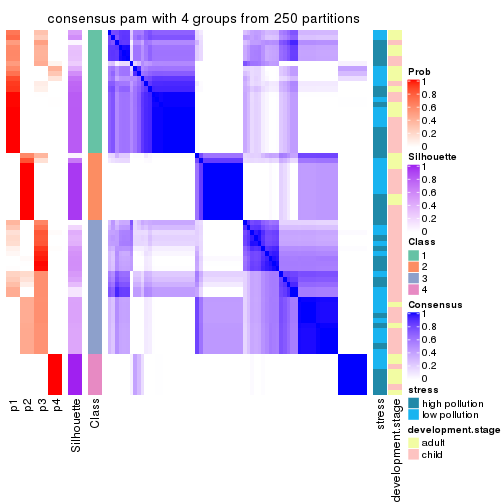 consensus pam with 4 groups from 250 partitions
Prob
1
0.8
0.6
0.4
0.2
0
Silhouette
1
0.8
0.6
0.4
0.2
0
Class
1
2
3
4
Consensus
1
0.8
0.6
0.4
0.2
0
stress
high pollution
low pollution
development.stage
adult
child
p1
p2
p3
p4
Silhouette
Class
stress
development.stage